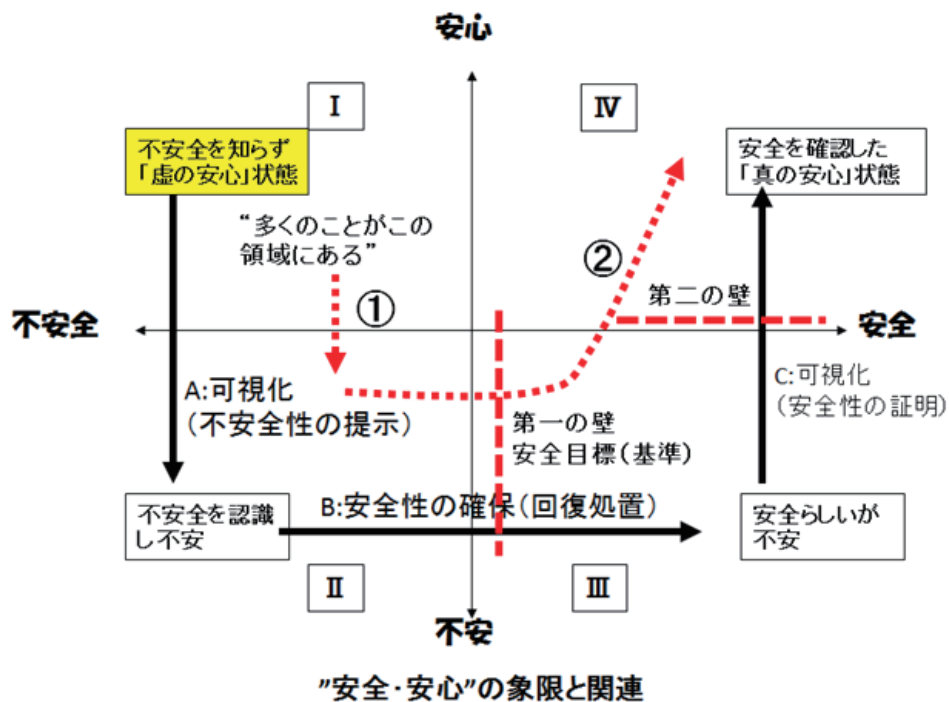 安心
Ⅰ
Ⅳ
不安全を知らず
「虚の安心」状態
安全を確認した
「真の安心」状態
“多くのことがこの
領域にある”
①
②
第二の壁
不安全
安全
A:可視化
(不安全性の提示)
C:可視化
(安全性の証明)
第一の壁
安全目標(基準)
B:安全性の確保(回復処置)
不安全を認識
し不安
安全らしいが
不安
Ⅱ
Ⅲ
不安
”安全・安心”の象限と関連